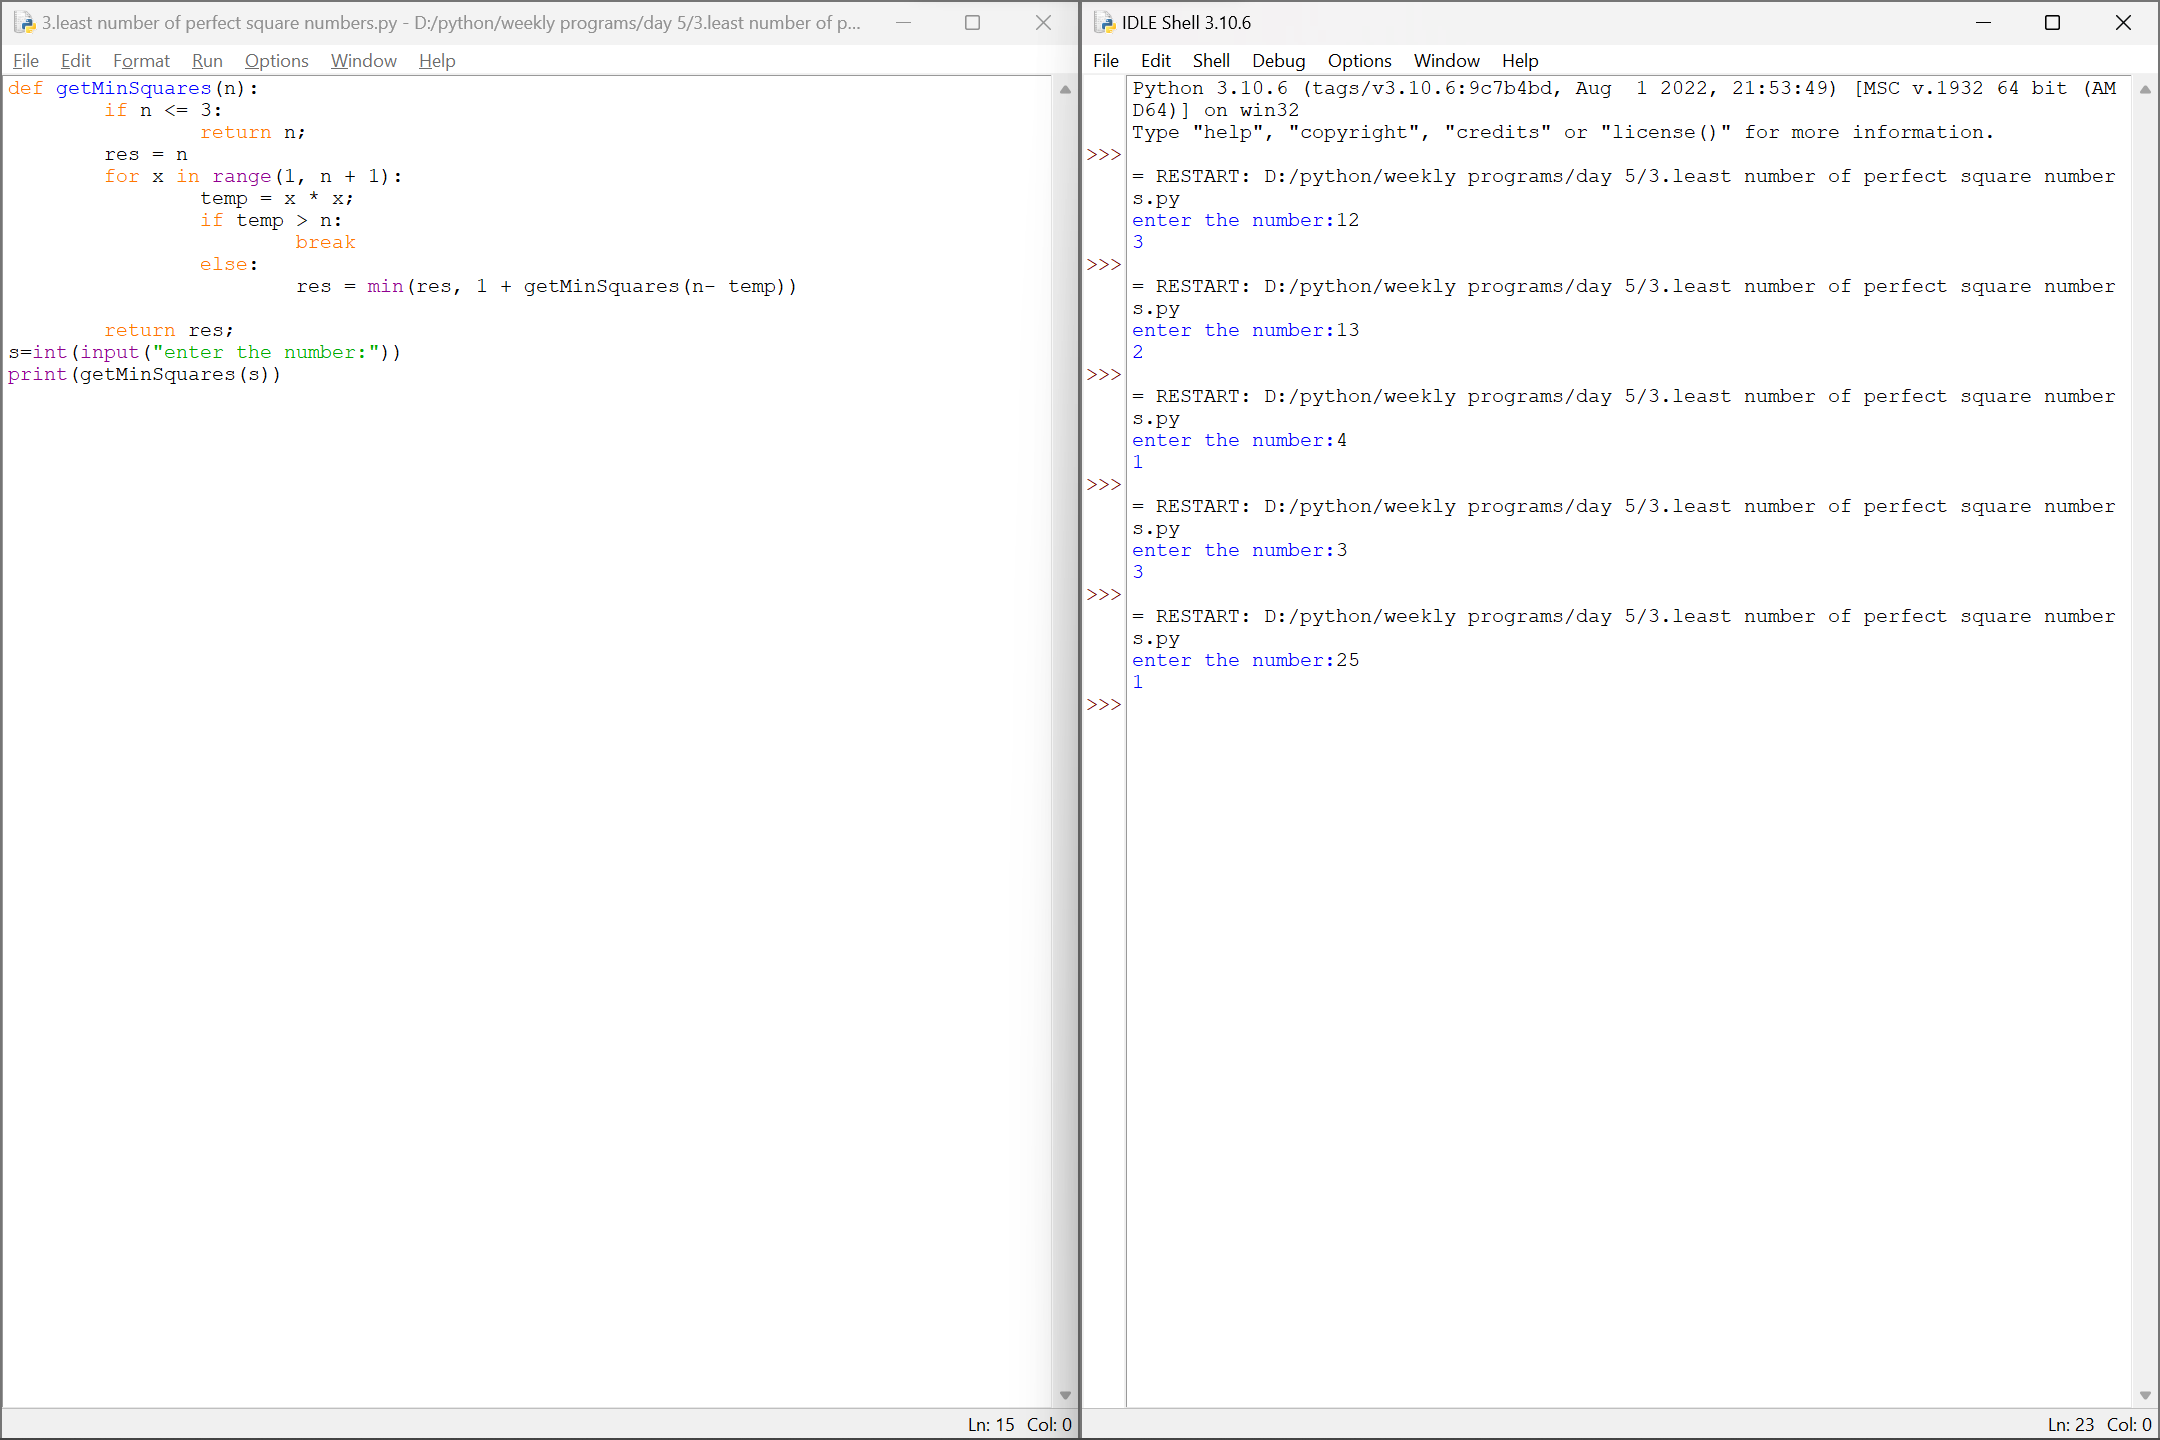 3.least number of perfect square numbers.py - D:/python/weekly programs/day 5/3.least number of p...
File Edit Format Run Options Window Help
def getMinSquares(n):
        if n <= 3:
                return n;
        res = n
        for x in range(1, n + 1):
                temp = x * x;
                if temp > n:
                        break
                else:
                        res = min(res, 1 + getMinSquares(n- temp))

        return res;
s=int(input("enter the number:"))
print(getMinSquares(s))
Ln: 15 Col: 0
IDLE Shell 3.10.6
File Edit Shell Debug Options Window Help
Python 3.10.6 (tags/v3.10.6:9c7b4bd, Aug  1 2022, 21:53:49) [MSC v.1932 64 bit (AM
D64)] on win32
Type "help", "copyright", "credits" or "license()" for more information.
>>>
= RESTART: D:/python/weekly programs/day 5/3.least number of perfect square number
s.py
enter the number:12
3
>>>
= RESTART: D:/python/weekly programs/day 5/3.least number of perfect square number
s.py
enter the number:13
2
>>>
= RESTART: D:/python/weekly programs/day 5/3.least number of perfect square number
s.py
enter the number:4
1
>>>
= RESTART: D:/python/weekly programs/day 5/3.least number of perfect square number
s.py
enter the number:3
3
>>>
= RESTART: D:/python/weekly programs/day 5/3.least number of perfect square number
s.py
enter the number:25
1
>>>
Ln: 23 Col: 0